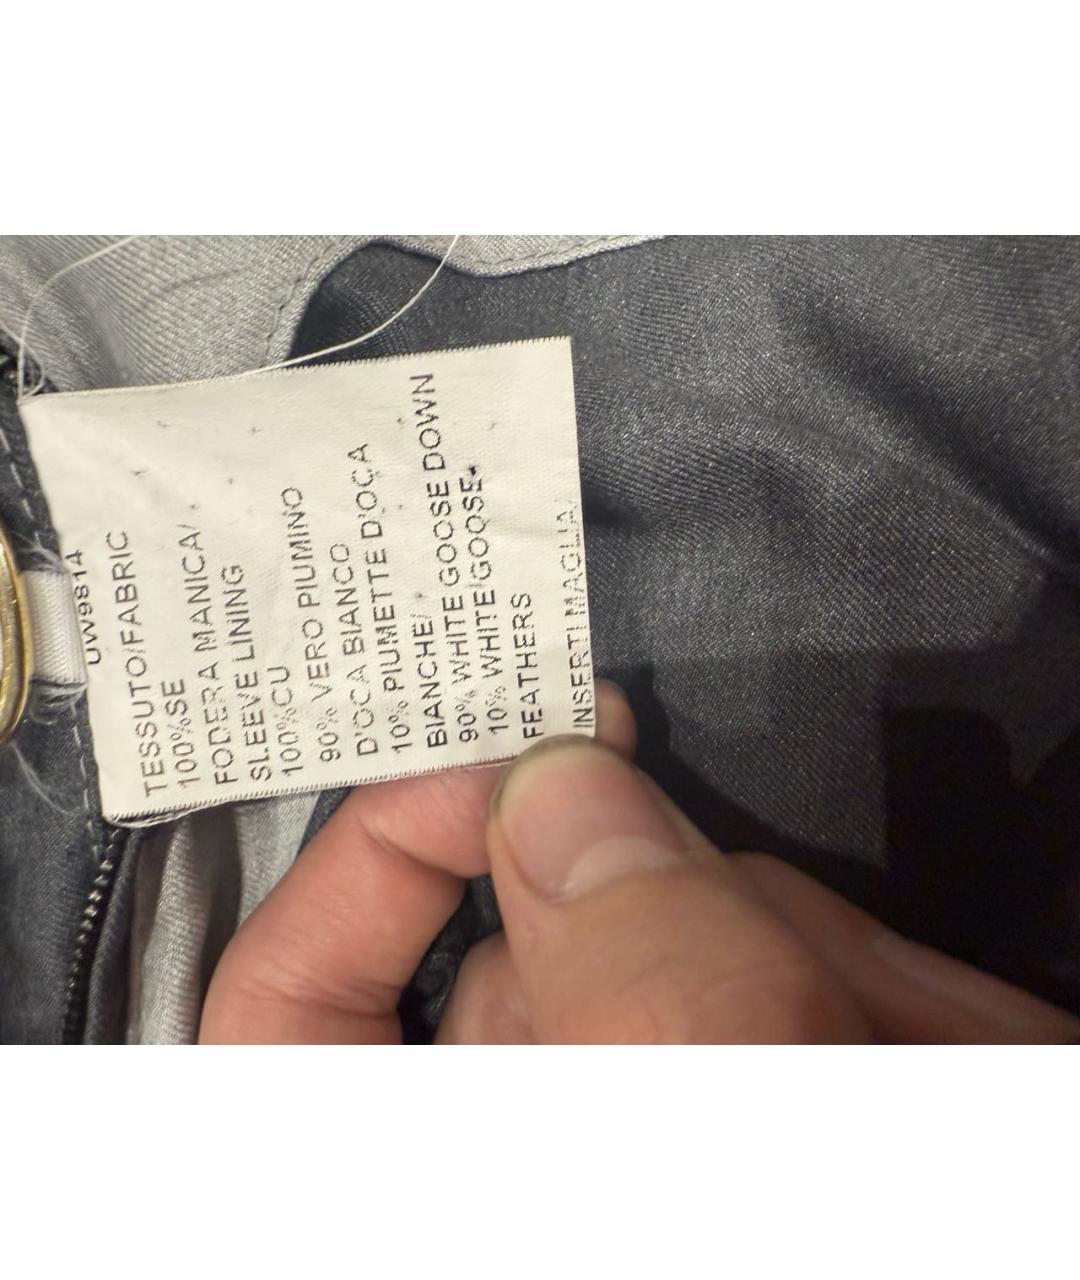 UW9814
TESSUTO/FABRIC
100%SE
FODERA MANICA/
SLEEVE LINING
100%CU
90% VERO PIUMINO
D'OCA BIANCO
10% PIUMETTE D'OCA
BIANCHE/
90% WHITE GOOSE DOWN
10% WHITE GOOSE
FEATHERS
INSERTI MAGLIA/